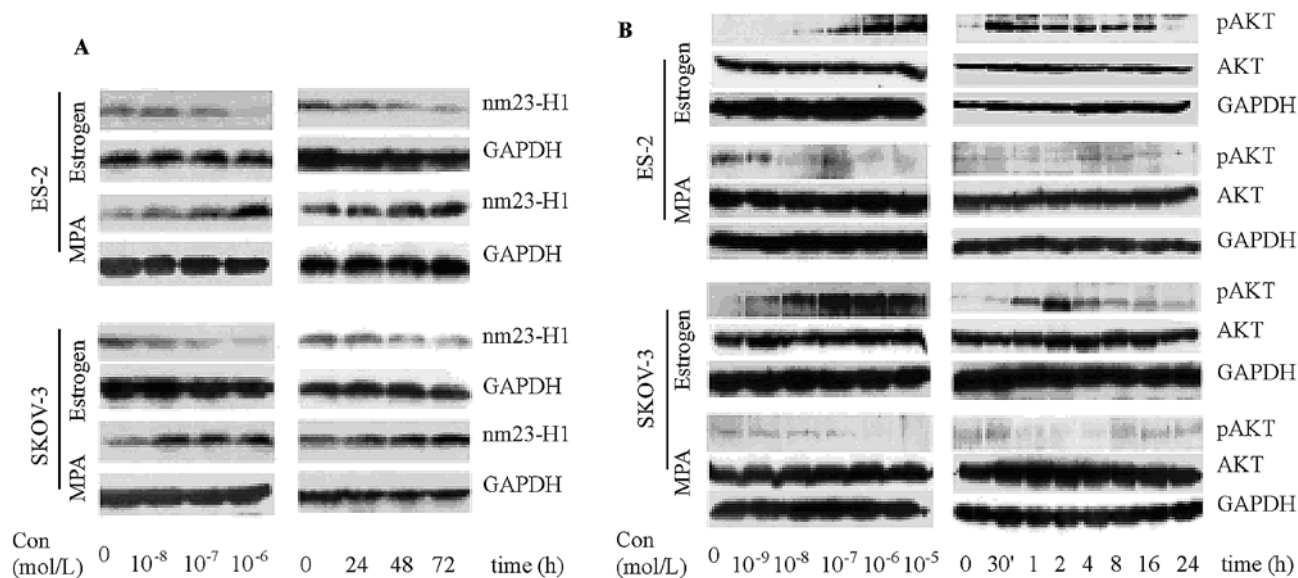 A
ES-2
Estrogen
nm23-H1
GAPDH
MPA
nm23-H1
GAPDH
SKOV-3
Estrogen
nm23-H1
GAPDH
MPA
nm23-H1
GAPDH
Con
(mol/L)
0 10⁻⁸ 10⁻⁷ 10⁻⁶
0 24 48 72 time (h)
B
ES-2
Estrogen
pAKT
AKT
GAPDH
MPA
pAKT
AKT
GAPDH
SKOV-3
Estrogen
pAKT
AKT
GAPDH
MPA
pAKT
AKT
GAPDH
0 10⁻⁹ 10⁻⁸ 10⁻⁷ 10⁻⁶ 10⁻⁵
0 30' 1 2 4 8 16 24 time (h)